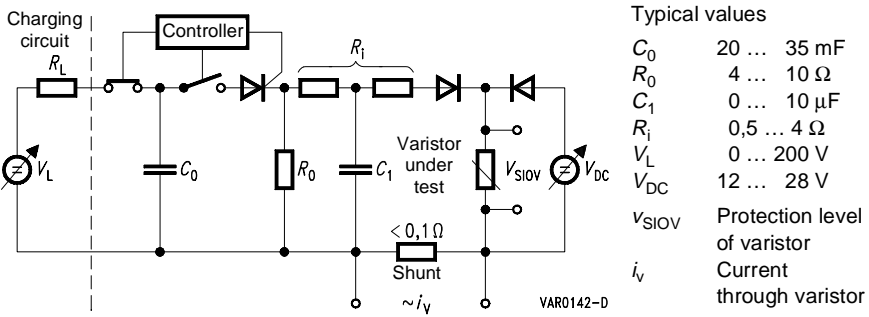 Charging
circuit
Controller
R_L
R_i
V_L
C_0
R_0
C_1
Varistor
under
test
V_SIOV
V_DC
< 0,1 Ω
Shunt
~ i_v
VAR0142-D
Typical values
C_0 20 … 35 mF
R_0 4 … 10 Ω
C_1 0 … 10 μF
R_i 0,5 … 4 Ω
V_L 0 … 200 V
V_DC 12 … 28 V
v_SIOV Protection level
of varistor
i_v Current
through varistor